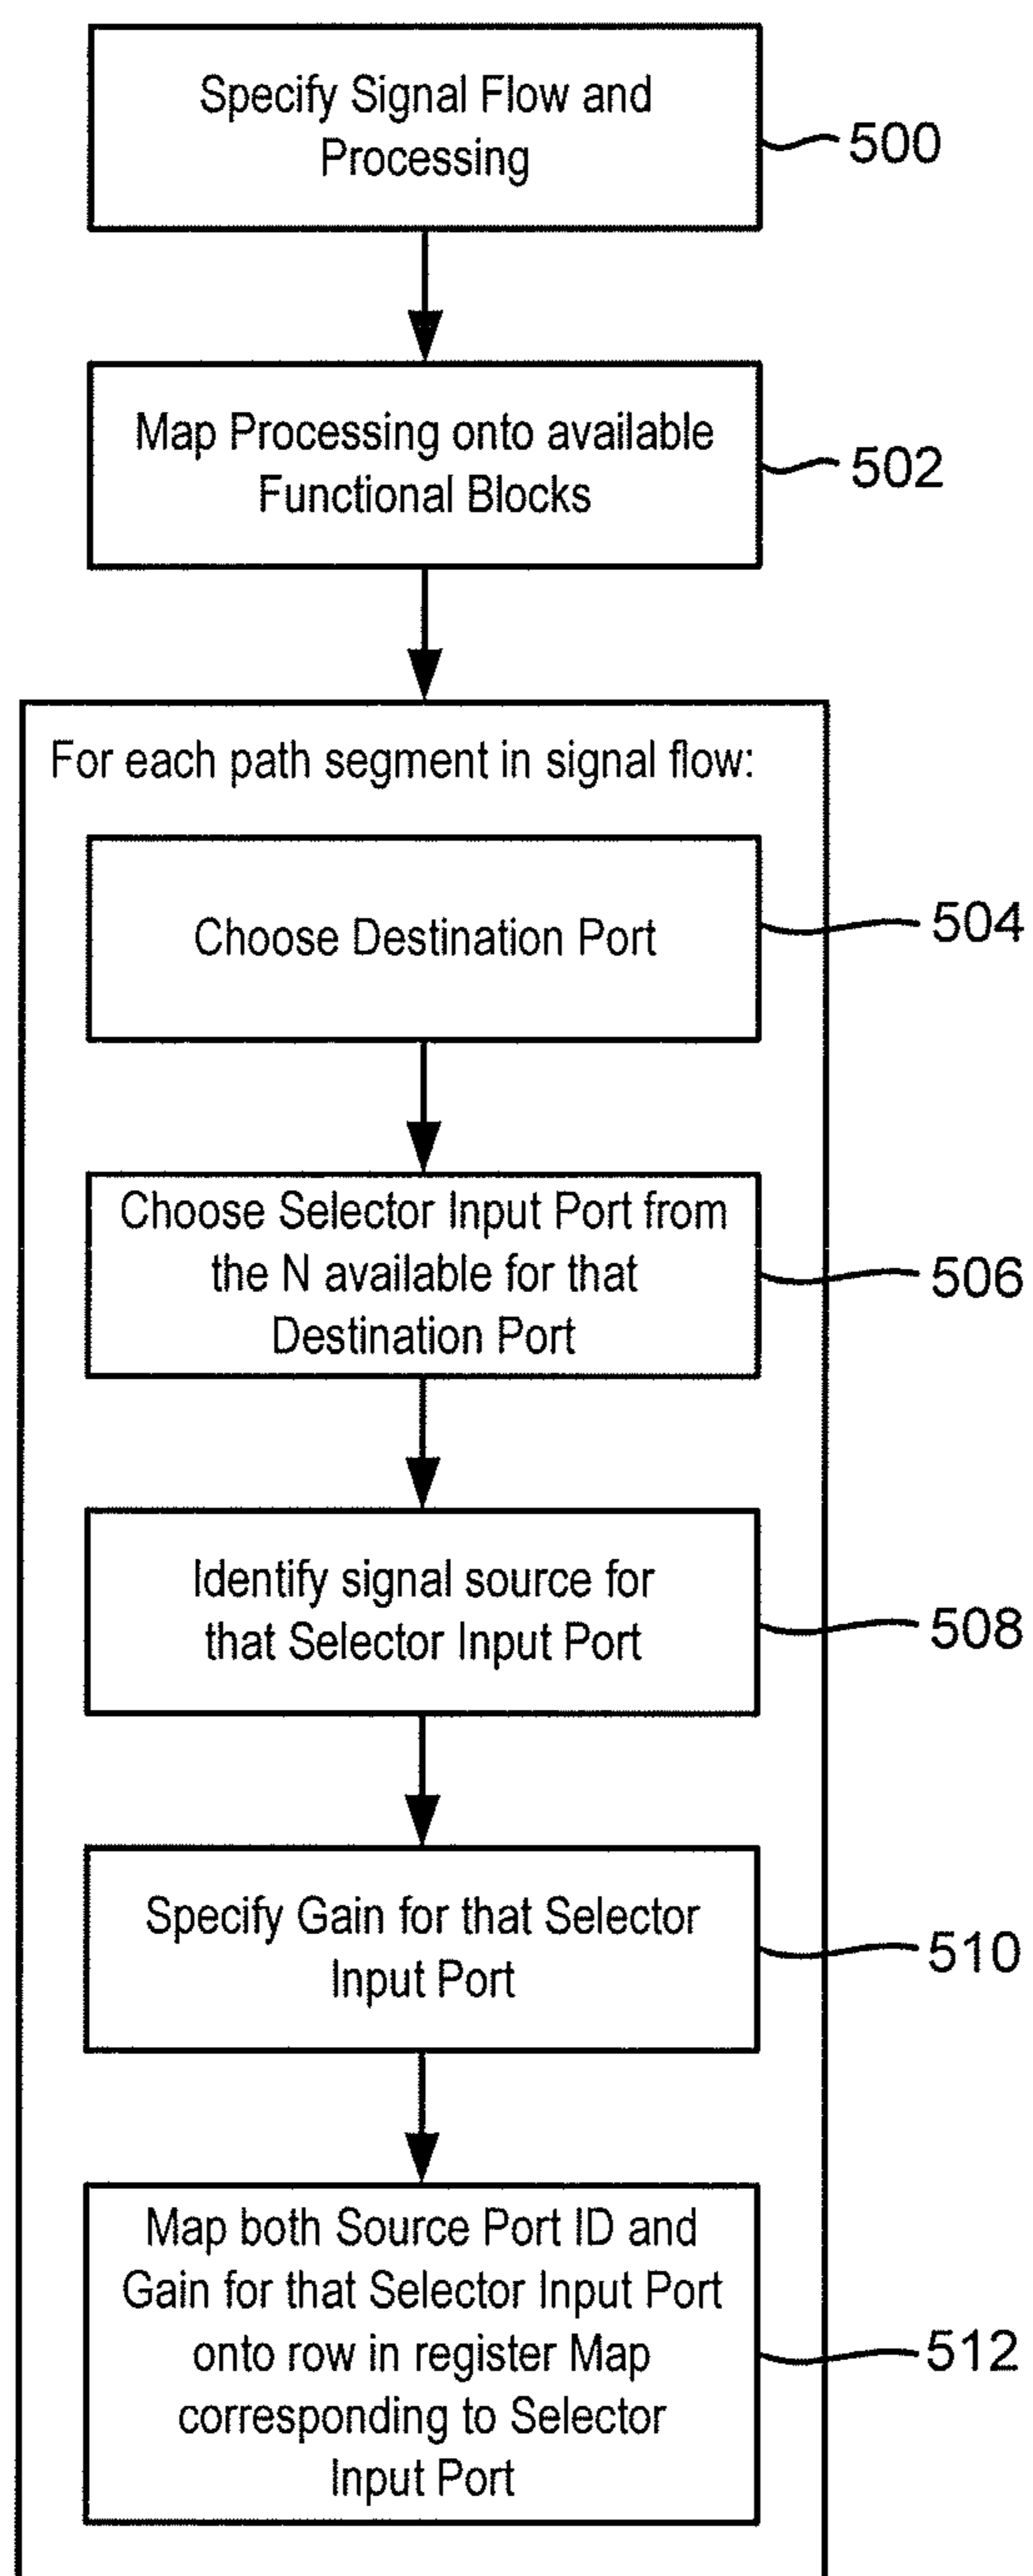 Specify Signal Flow and
Processing
500
Map Processing onto available
Functional Blocks
502
For each path segment in signal flow:
Choose Destination Port
504
Choose Selector Input Port from
the N available for that
Destination Port
506
Identify signal source for
that Selector Input Port
508
Specify Gain for that Selector
Input Port
510
Map both Source Port ID and
Gain for that Selector Input Port
onto row in register Map
corresponding to Selector
Input Port
512